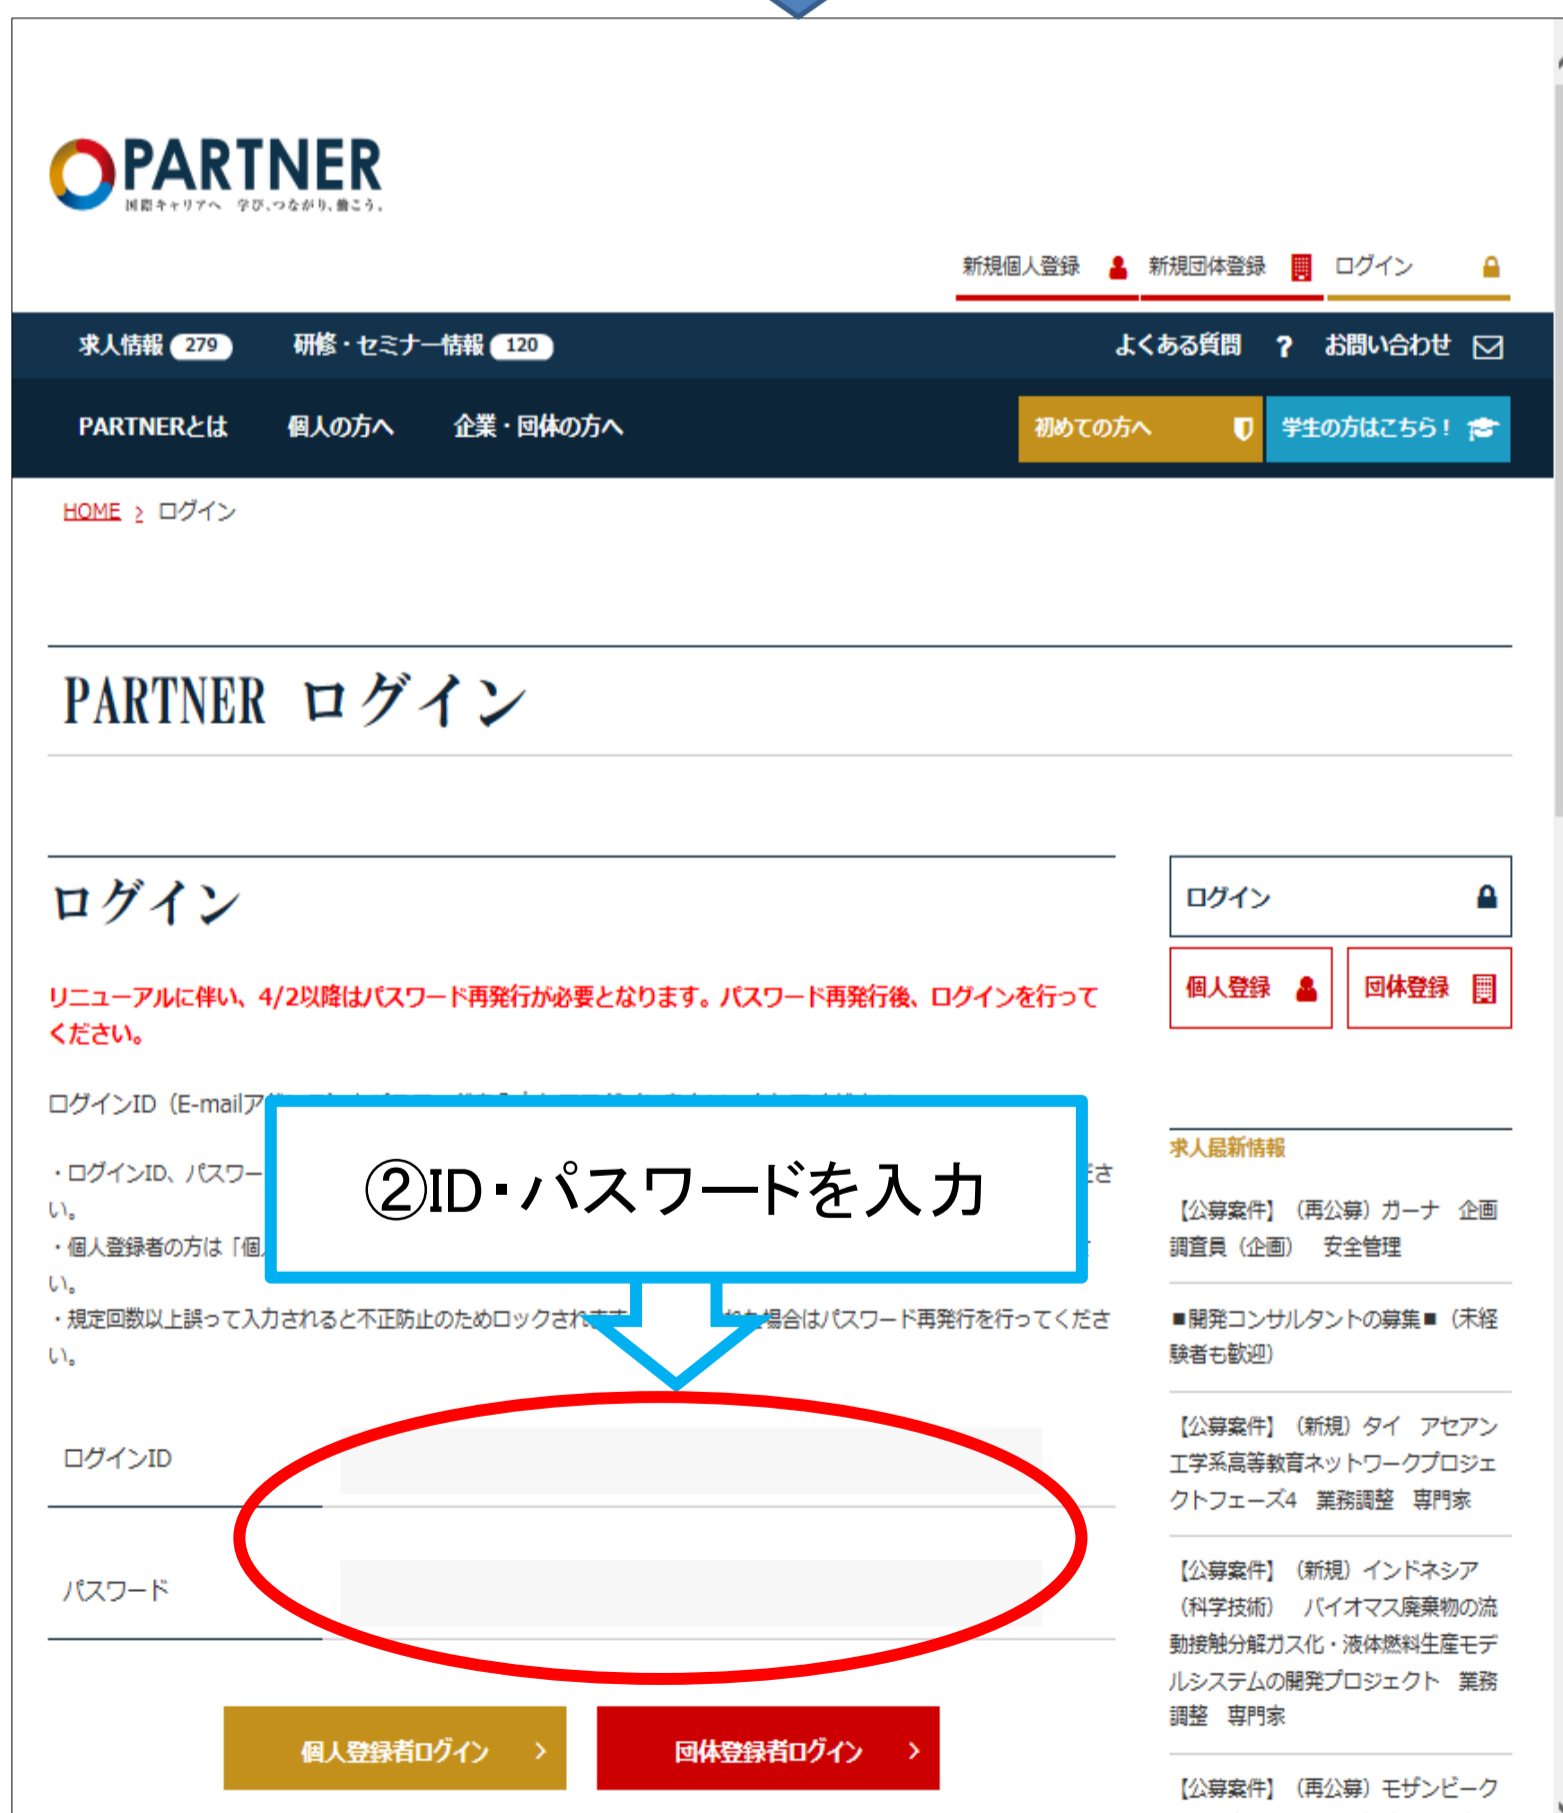 PARTNER
国際キャリアへ 学び、つながり、働こう。
新規個人登録 新規団体登録 ログイン
求人情報 279 研修・セミナー情報 120 よくある質問 ? お問い合わせ
PARTNERとは 個人の方へ 企業・団体の方へ 初めての方へ 学生の方はこちら!
HOME > ログイン
PARTNER ログイン
ログイン
リニューアルに伴い、4/2以降はパスワード再発行が必要となります。パスワード再発行後、ログインを行って
ください。
ログインID(E-mailア
・ログインID、パスワー
ださ
い。
・個人登録者の方は「個
い。
・規定回数以上誤って入力されると不正防止のためロックされます
場合はパスワード再発行を行ってくださ
い。
②ID・パスワードを入力
ログインID
パスワード
個人登録者ログイン >
団体登録者ログイン >
ログイン
個人登録 団体登録
求人最新情報
【公募案件】(再公募)ガーナ 企画
調査員(企画) 安全管理
■開発コンサルタントの募集■(未経
験者も歓迎)
【公募案件】(新規)タイ アセアン
工学系高等教育ネットワークプロジェ
クトフェーズ4 業務調整 専門家
【公募案件】(新規)インドネシア
(科学技術) バイオマス廃棄物の流
動接触分解ガス化・液体燃料生産モデ
ルシステムの開発プロジェクト 業務
調整 専門家
【公募案件】(再公募)モザンビーク